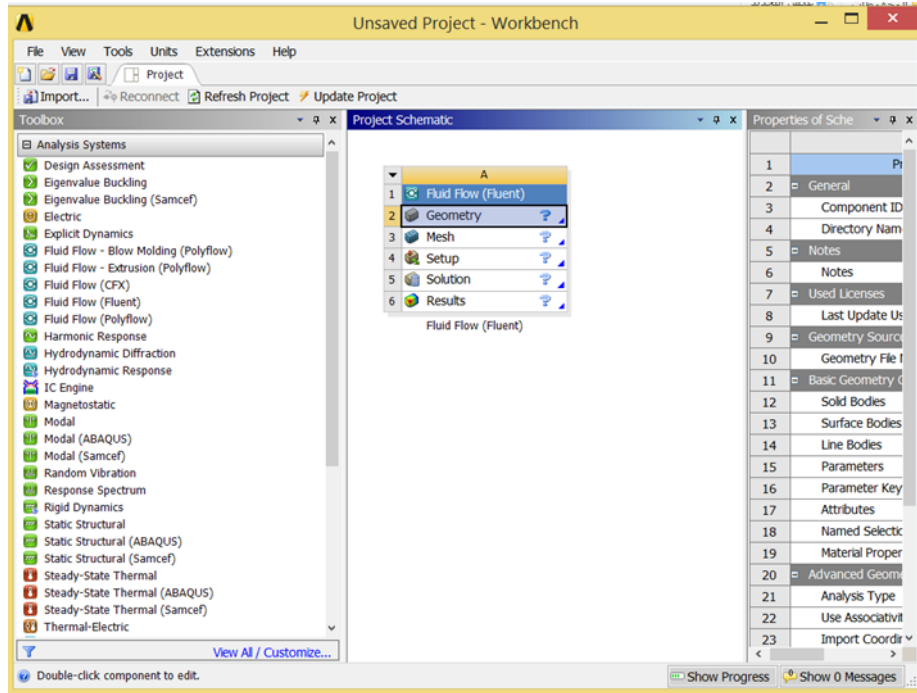 Unsaved Project - Workbench
File View Tools Units Extensions Help
Project
Import... Reconnect Refresh Project Update Project
Toolbox
Analysis Systems
Design Assessment
Eigenvalue Buckling
Eigenvalue Buckling (Samcef)
Electric
Explicit Dynamics
Fluid Flow - Blow Molding (Polyflow)
Fluid Flow - Extrusion (Polyflow)
Fluid Flow (CFX)
Fluid Flow (Fluent)
Fluid Flow (Polyflow)
Harmonic Response
Hydrodynamic Diffraction
Hydrodynamic Response
IC Engine
Magnetostatic
Modal
Modal (ABAQUS)
Modal (Samcef)
Random Vibration
Response Spectrum
Rigid Dynamics
Static Structural
Static Structural (ABAQUS)
Static Structural (Samcef)
Steady-State Thermal
Steady-State Thermal (ABAQUS)
Steady-State Thermal (Samcef)
Thermal-Electric
View All / Customize...
Project Schematic
A
1 Fluid Flow (Fluent)
2 Geometry ?
3 Mesh ?
4 Setup ?
5 Solution ?
6 Results ?
Fluid Flow (Fluent)
Properties of Sche
1 Pr
2 General
3 Component ID
4 Directory Nam
5 Notes
6 Notes
7 Used Licenses
8 Last Update Us
9 Geometry Source
10 Geometry File
11 Basic Geometry
12 Solid Bodies
13 Surface Bodies
14 Line Bodies
15 Parameters
16 Parameter Key
17 Attributes
18 Named Selectic
19 Material Proper
20 Advanced Geome
21 Analysis Type
22 Use Associativit
23 Import Coordir
Double-click component to edit.
Show Progress Show 0 Messages